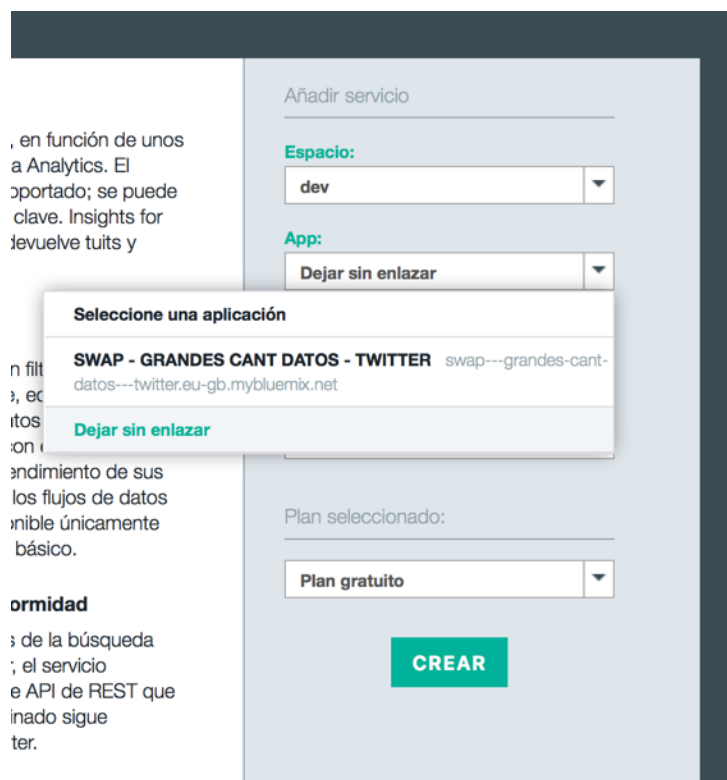 , en función de unos
a Analytics. El
oportado; se puede
clave. Insights for
devuelve tuits y
n filt
e, ec
con
endimiento de sus
los flujos de datos
onible únicamente
básico.
ormidad
s de la búsqueda
r, el servicio
e API de REST que
inado sigue
ter.
Añadir servicio
Espacio:
dev
App:
Dejar sin enlazar
Seleccione una aplicación
SWAP - GRANDES CANT DATOS - TWITTER swap---grandes-cant-
datos---twitter.eu-gb.mybluemix.net
Dejar sin enlazar
Plan seleccionado:
Plan gratuito
CREAR